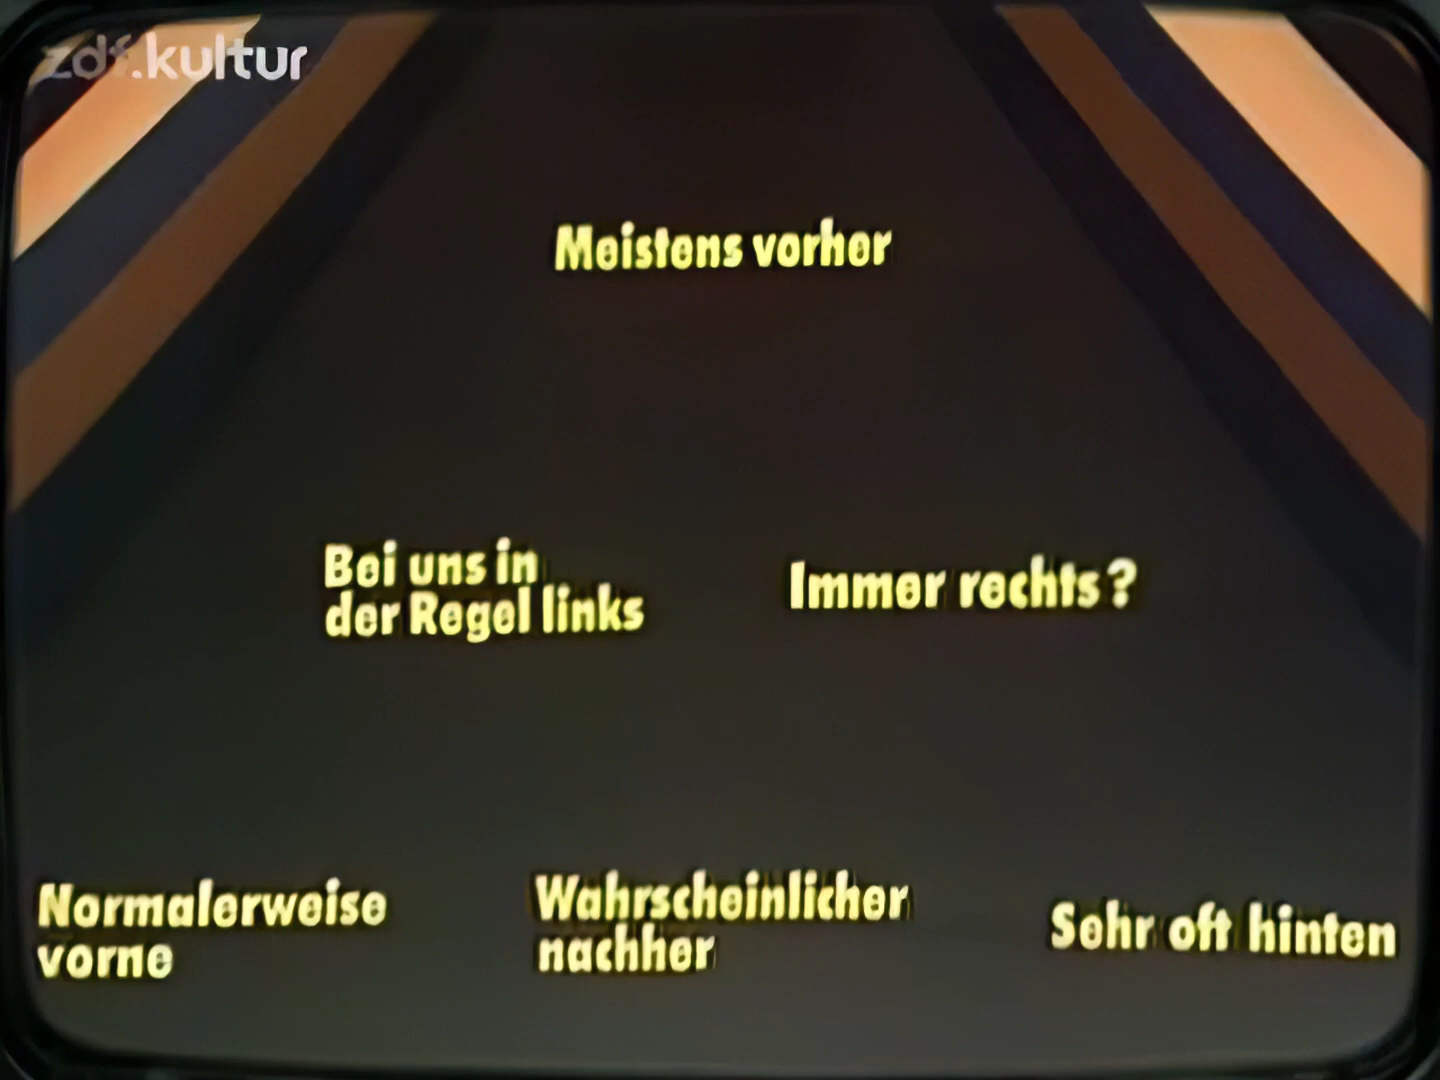 zdf.kultur
Meistens vorher
Bei uns in
der Regel links
Immer rechts?
Normalerweise
vorne
Wahrscheinlicher
nachher
Sehr oft hinten